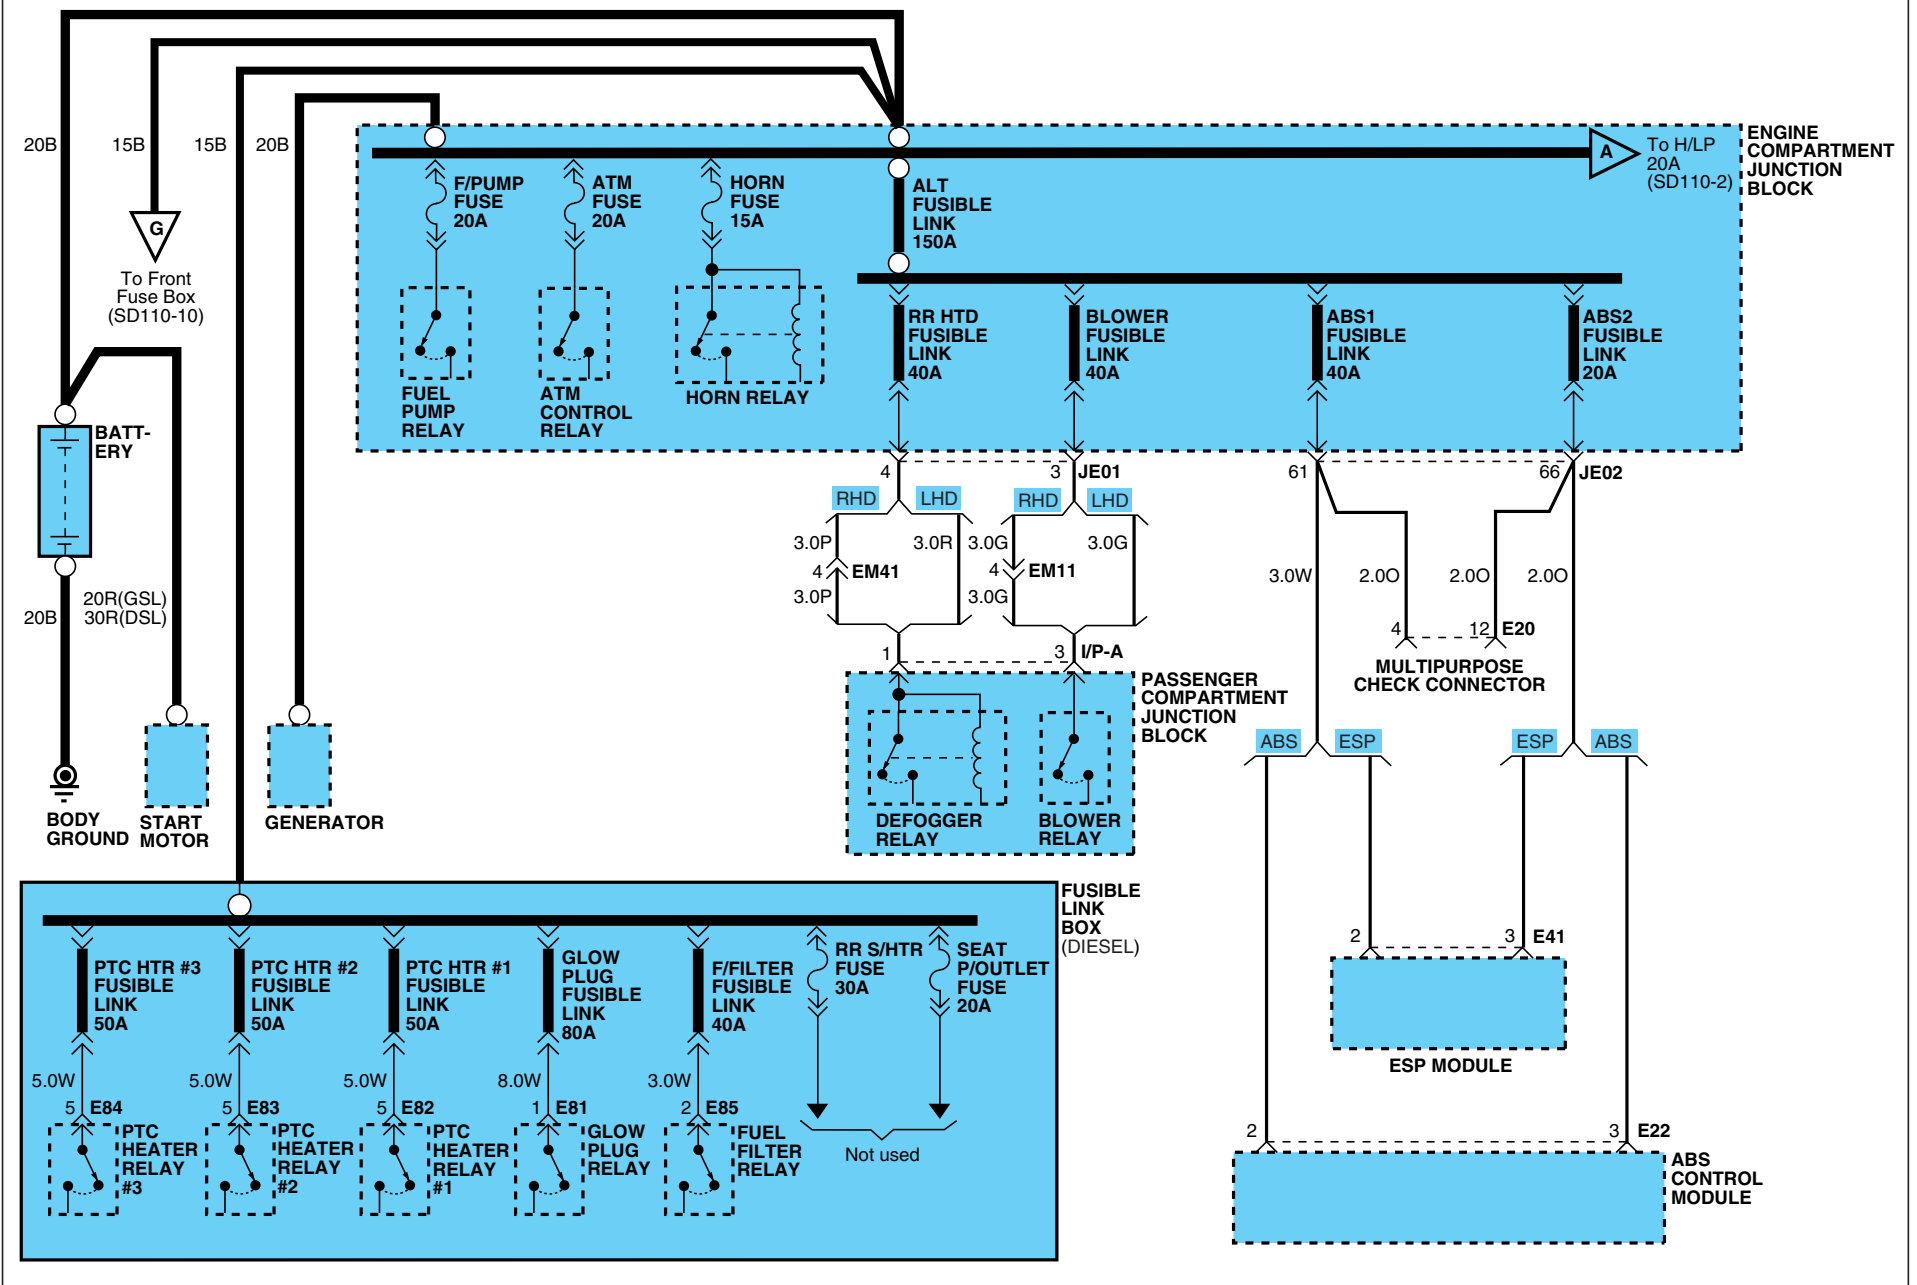 20B
15B
15B
20B
ENGINE
COMPARTMENT
JUNCTION
BLOCK
A
To H/LP
20A
(SD110-2)
F/PUMP
FUSE
20A
ATM
FUSE
20A
HORN
FUSE
15A
ALT
FUSIBLE
LINK
150A
G
To Front
Fuse Box
(SD110-10)
RR HTD
FUSIBLE
LINK
40A
BLOWER
FUSIBLE
LINK
40A
ABS1
FUSIBLE
LINK
40A
ABS2
FUSIBLE
LINK
20A
FUEL
PUMP
RELAY
ATM
CONTROL
RELAY
HORN RELAY
BATT-
ERY
4
3
JE01
61
66
JE02
RHD
LHD
RHD
LHD
3.0P
3.0R
3.0G
3.0G
4
EM41
4
EM11
3.0P
3.0G
3.0W
2.0O
2.0O
2.0O
20B
20R(GSL)
30R(DSL)
4
12
E20
MULTIPURPOSE
CHECK CONNECTOR
1
3
I/P-A
PASSENGER
COMPARTMENT
JUNCTION
BLOCK
ABS
ESP
ESP
ABS
DEFOGGER
RELAY
BLOWER
RELAY
BODY
GROUND
START
MOTOR
GENERATOR
FUSIBLE
LINK
BOX
(DIESEL)
2
3
E41
ESP MODULE
PTC HTR #3
FUSIBLE
LINK
50A
PTC HTR #2
FUSIBLE
LINK
50A
PTC HTR #1
FUSIBLE
LINK
50A
GLOW
PLUG
FUSIBLE
LINK
80A
F/FILTER
FUSIBLE
LINK
40A
RR S/HTR
FUSE
30A
SEAT
P/OUTLET
FUSE
20A
5.0W
5.0W
5.0W
8.0W
3.0W
5
E84
5
E83
5
E82
1
E81
2
E85
PTC
HEATER
RELAY
#3
PTC
HEATER
RELAY
#2
PTC
HEATER
RELAY
#1
GLOW
PLUG
RELAY
FUEL
FILTER
RELAY
Not used
2
3
E22
ABS
CONTROL
MODULE